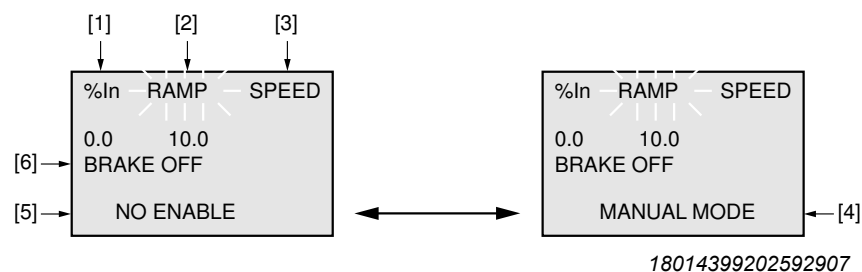 [1] [2] [3]
%In RAMP SPEED
0.0 10.0
[6] BRAKE OFF
[5] NO ENABLE
%In RAMP SPEED
0.0 10.0
BRAKE OFF
MANUAL MODE [4]
18014399202592907